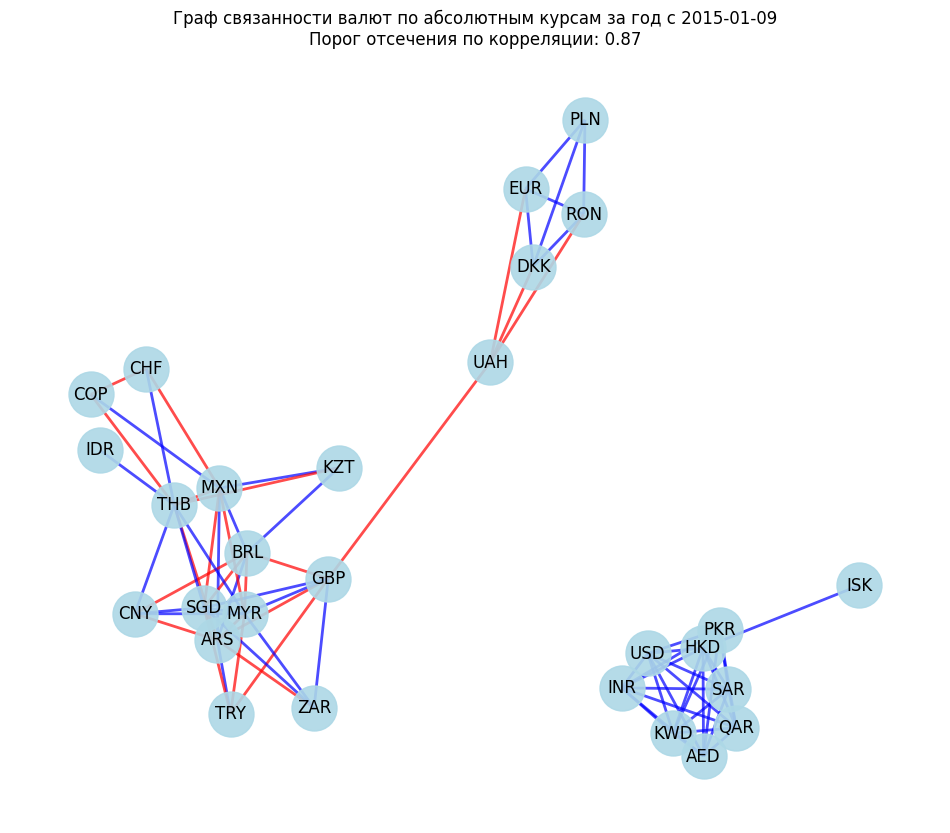 Граф связанности валют по абсолютным курсам за год с 2015-01-09
Порог отсечения по корреляции: 0.87
PLN
EUR
RON
DKK
UAH
CHF
COP
IDR
KZT
MXN
THB
BRL
GBP
ISK
SGD
MYR
CNY
PKR
ARS
HKD
USD
INR
SAR
ZAR
TRY
QAR
KWD
AED